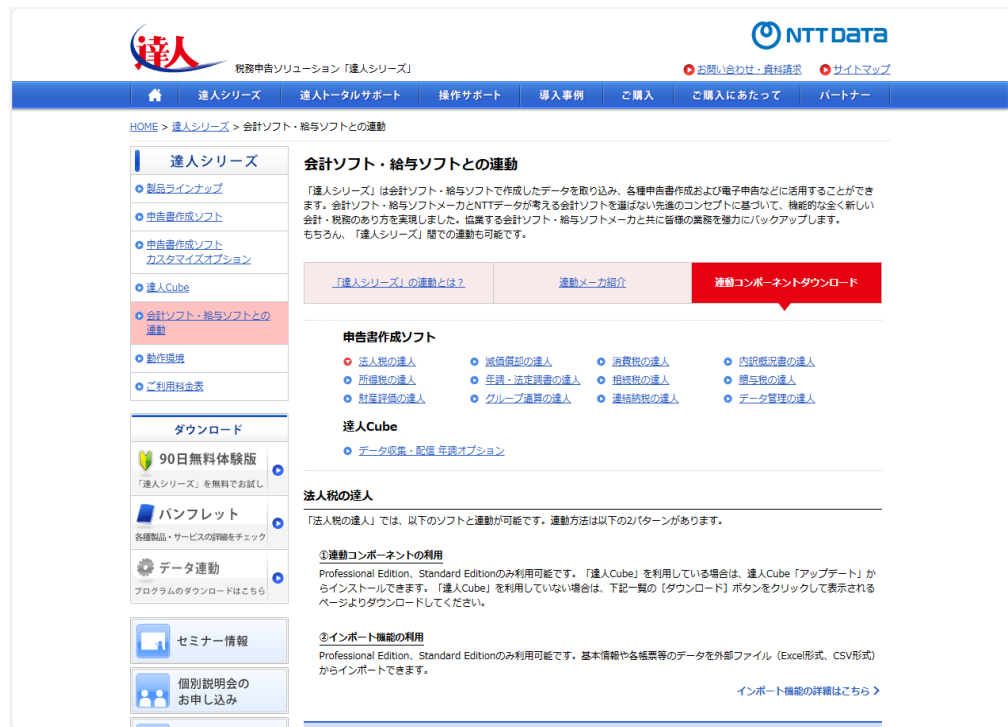 達人
税務申告ソリューション「達人シリーズ」
NTT DATA
お問い合わせ・資料請求 サイトマップ
達人シリーズ 達人トータルサポート 操作サポート 導入事例 ご購入 ご購入にあたって パートナー
HOME > 達人シリーズ > 会計ソフト・給与ソフトとの連動
達人シリーズ
製品ラインナップ
申告書作成ソフト
申告書作成ソフト
カスタマイズオプション
達人Cube
会計ソフト・給与ソフトとの
連動
動作環境
ご利用料金表
ダウンロード
90日無料体験版
「達人シリーズ」を無料でお試し
パンフレット
各種製品・サービスの詳細をチェック
データ連動
プログラムのダウンロードはこちら
セミナー情報
個別説明会の
お申し込み
会計ソフト・給与ソフトとの連動
「達人シリーズ」は会計ソフト・給与ソフトで作成したデータを取り込み、各種申告書作成および電子申告などに活用することができ
ます。会計ソフト・給与ソフトメーカとNTTデータが考える会計ソフトを選ばない先進のコンセプトに基づいて、機能的な全く新しい
会計・税務のあり方を実現しました。協業する会計ソフト・給与ソフトメーカと共に皆様の業務を強力にバックアップします。
もちろん、「達人シリーズ」間での連動も可能です。
「達人シリーズ」の連動とは？ 連動メーカ紹介 連動コンポーネントダウンロード
申告書作成ソフト
法人税の達人 減価償却の達人 消費税の達人 内訳概況書の達人
所得税の達人 年調・法定調書の達人 相続税の達人 贈与税の達人
財産評価の達人 グループ通算の達人 連結納税の達人 データ管理の達人
達人Cube
データ収集・配信 年調オプション
法人税の達人
「法人税の達人」では、以下のソフトと連動が可能です。連動方法は以下の2パターンがあります。
①連動コンポーネントの利用
Professional Edition、Standard Editionのみ利用可能です。「達人Cube」を利用している場合は、達人Cube「アップデート」か
らインストールできます。「達人Cube」を利用していない場合は、下記一覧の［ダウンロード］ボタンをクリックして表示される
ページよりダウンロードしてください。
②インポート機能の利用
Professional Edition、Standard Editionのみ利用可能です。基本情報や各帳票等のデータを外部ファイル（Excel形式、CSV形式）
からインポートできます。
インポート機能の詳細はこちら